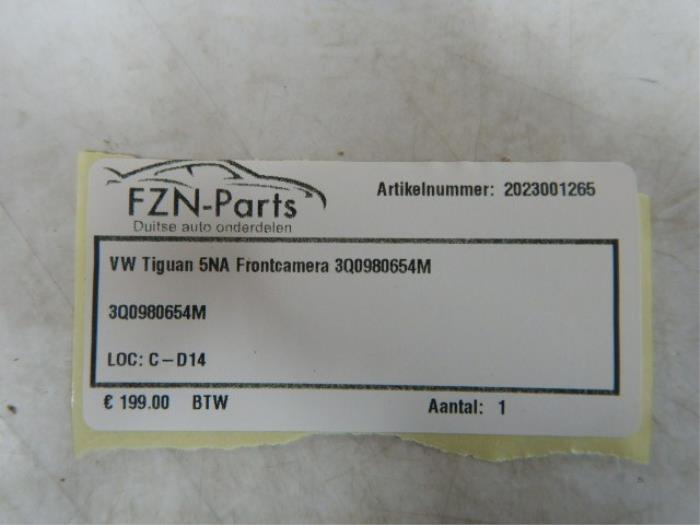 FZN-Parts
Duitse auto onderdelen
Artikelnummer: 2023001265
VW Tiguan 5NA Frontcamera 3Q0980654M
3Q0980654M
LOC: C-D14
€ 199.00 BTW
Aantal: 1